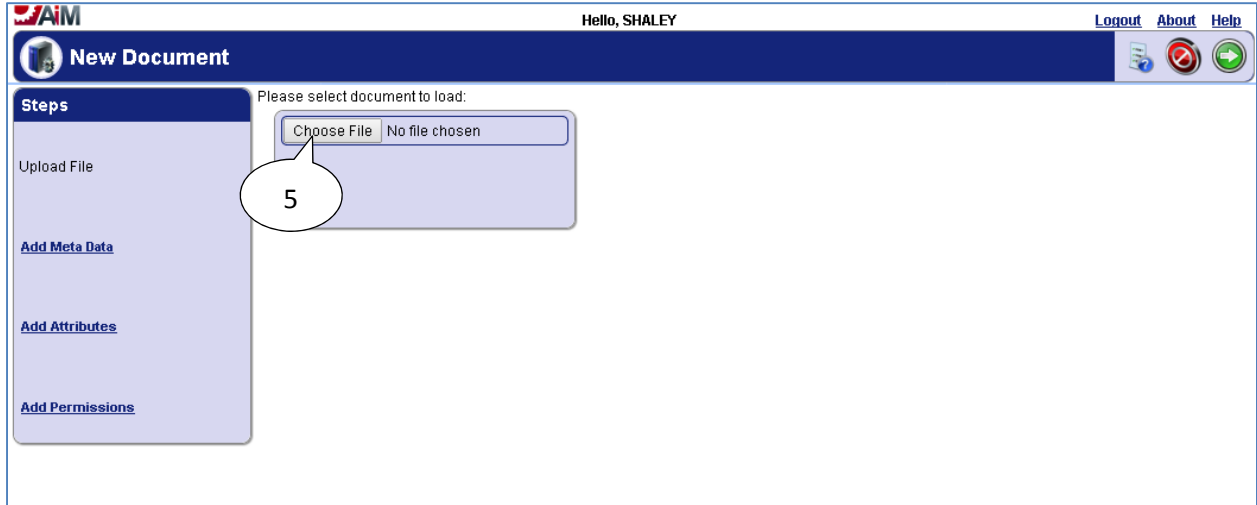 AiM
Hello, SHALEY
Logout About Help
New Document
Steps
Please select document to load:
Choose File No file chosen
Upload File
5
Add Meta Data
Add Attributes
Add Permissions